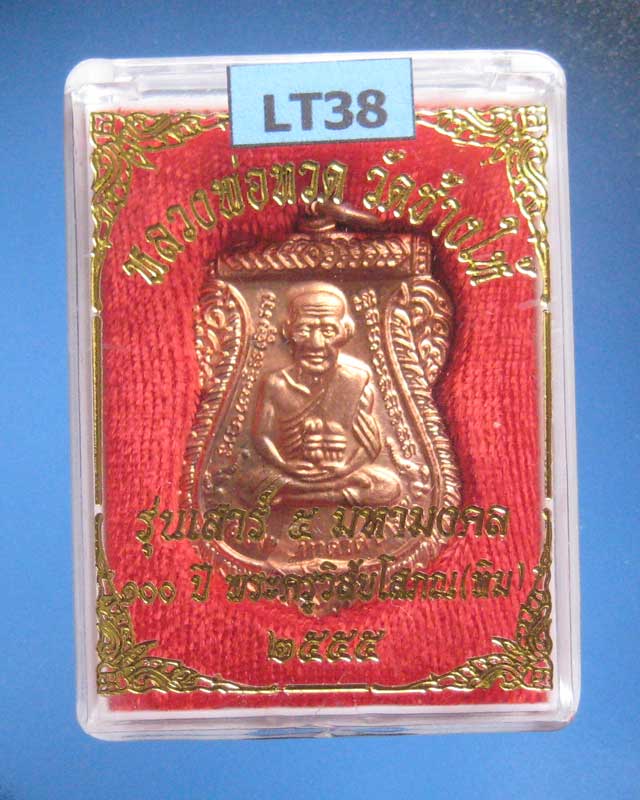 LT38
หลวงพ่อทวด วัดช้างให้
รุ่นเสาร์ ๕ มหามงคล
๑๐๐ ปี พระครูวิสัยโสภณ(ทิม)
๒๕๕๕